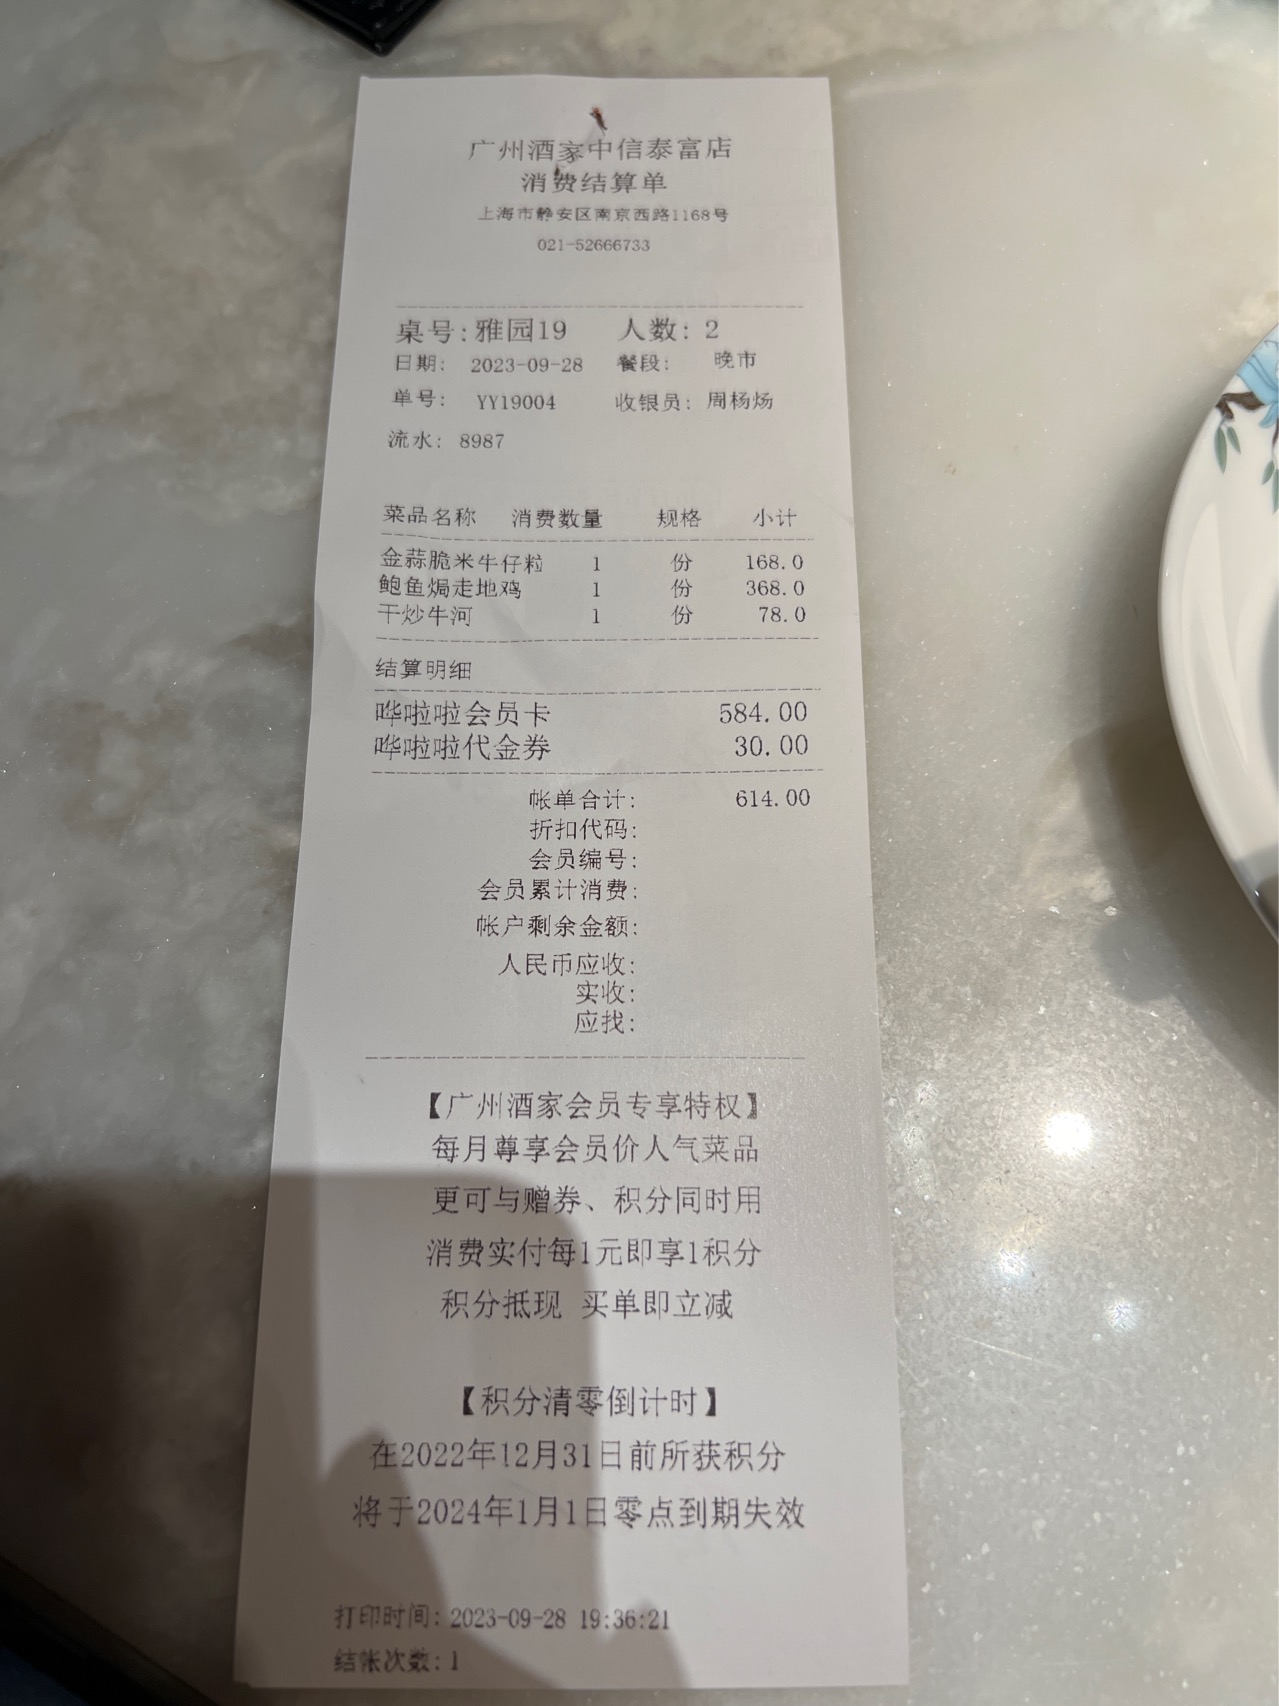 广州酒家中信泰富店
消费结算单
上海市静安区南京西路1168号
021-52666733
桌号:雅园19 人数: 2
日期: 2023-09-28 餐段: 晚市
单号: YY19004 收银员: 周杨炀
流水: 8987
菜品名称 消费数量 规格 小计
金蒜脆米牛仔粒 1 份 168.0
鲍鱼焗走地鸡 1 份 368.0
干炒牛河 1 份 78.0
结算明细
哗啦啦会员卡 584.00
哗啦啦代金券 30.00
帐单合计: 614.00
折扣代码:
会员编号:
会员累计消费:
帐户剩余金额:
人民币应收:
实收:
应找:
【广州酒家会员专享特权】
每月尊享会员价人气菜品
更可与赠券、积分同时用
消费实付每1元即享1积分
积分抵现 买单即立减
【积分清零倒计时】
在2022年12月31日前所获积分
将于2024年1月1日零点到期失效
打印时间: 2023-09-28 19:36:21
结帐次数: 1